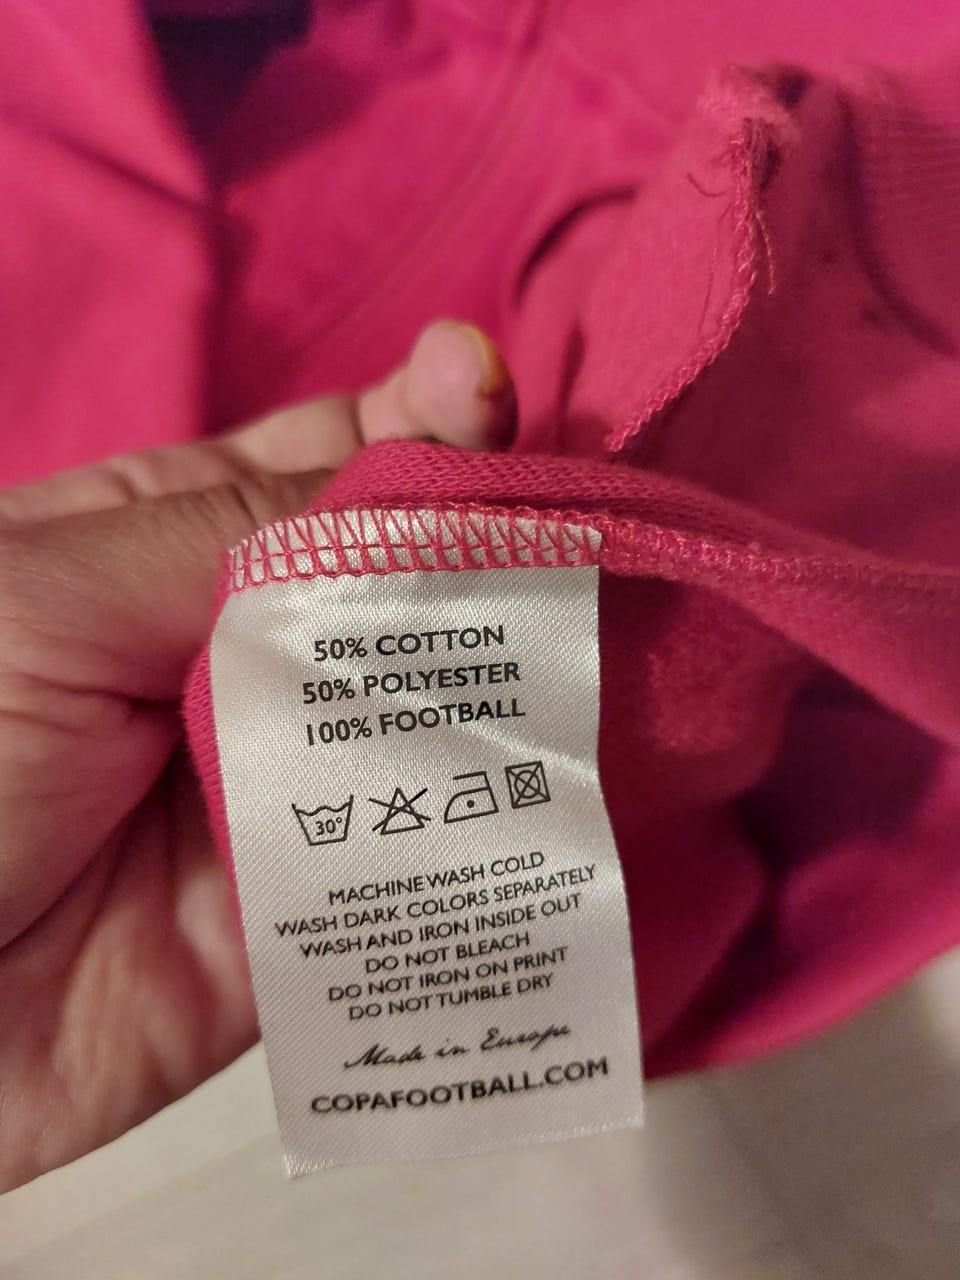 50% COTTON
50% POLYESTER
100% FOOTBALL
30°
MACHINE WASH COLD
WASH DARK COLORS SEPARATELY
WASH AND IRON INSIDE OUT
DO NOT BLEACH
DO NOT IRON ON PRINT
DO NOT TUMBLE DRY
Made in Europe
COPAFOOTBALL.COM